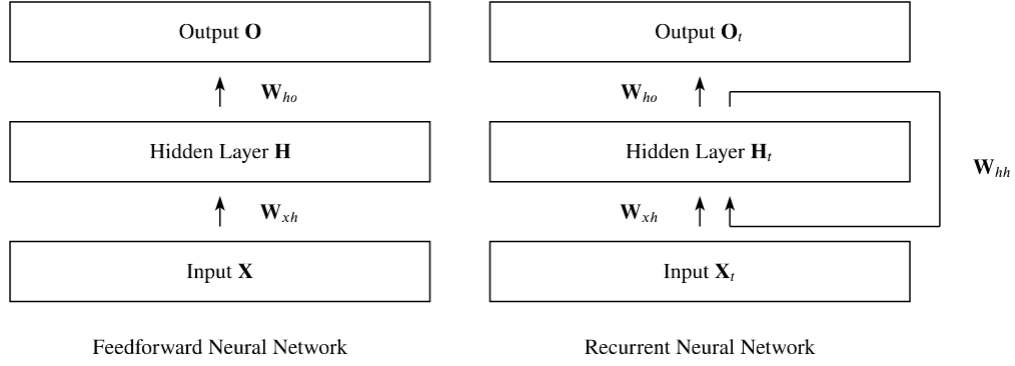 Output O
W_ho
Hidden Layer H
W_xh
Input X
Feedforward Neural Network
Output O_t
W_ho
Hidden Layer H_t
W_hh
W_xh
Input X_t
Recurrent Neural Network